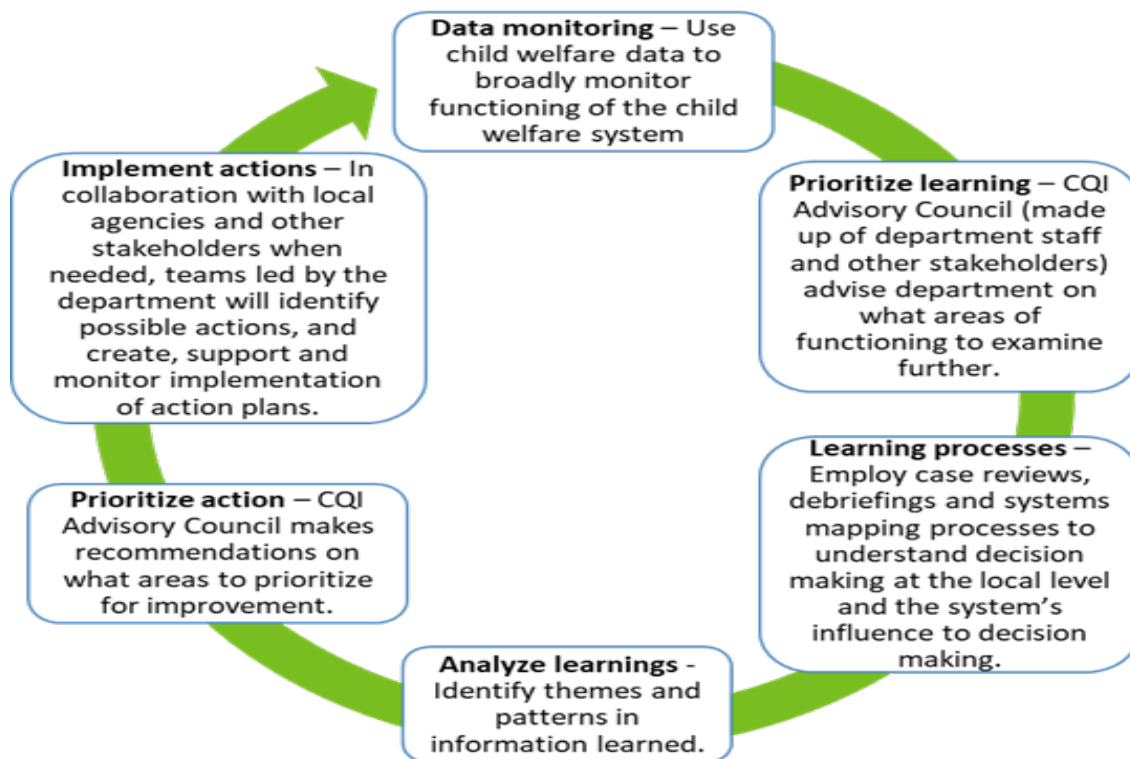 Data monitoring – Use
child welfare data to
broadly monitor
functioning of the child
welfare system
Prioritize learning – CQI
Advisory Council (made
up of department staff
and other stakeholders)
advise department on
what areas of
functioning to examine
further.
Learning processes –
Employ case reviews,
debriefings and systems
mapping processes to
understand decision
making at the local level
and the system’s
influence to decision
making.
Analyze learnings -
Identify themes and
patterns in
information learned.
Prioritize action – CQI
Advisory Council makes
recommendations on
what areas to prioritize
for improvement.
Implement actions – In
collaboration with local
agencies and other
stakeholders when
needed, teams led by the
department will identify
possible actions, and
create, support and
monitor implementation
of action plans.